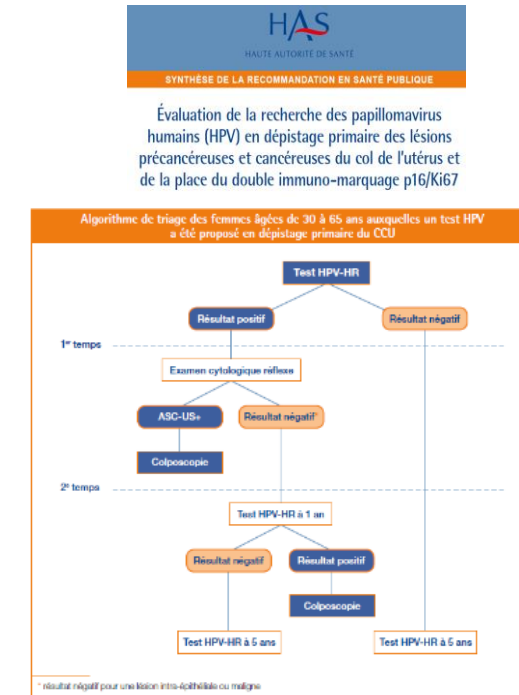 HAS
HAUTE AUTORITÉ DE SANTÉ
SYNTHÈSE DE LA RECOMMANDATION EN SANTÉ PUBLIQUE
Évaluation de la recherche des papillomavirus
humains (HPV) en dépistage primaire des lésions
précancéreuses et cancéreuses du col de l'utérus et
de la place du double immuno-marquage p16/Ki67
Algorithme de triage des femmes âgées de 30 à 65 ans auxquelles un test HPV
a été proposé en dépistage primaire du CCU
Test HPV-HR
Résultat positif
Résultat négatif
1er temps
Examen cytologique réflexe
ASC-US+
Résultat négatif*
Colposcopie
2e temps
Test HPV-HR à 1 an
Résultat négatif
Résultat positif
Colposcopie
Test HPV-HR à 5 ans
Test HPV-HR à 5 ans
* résultat négatif pour une lésion intra-épithéliale ou maligne